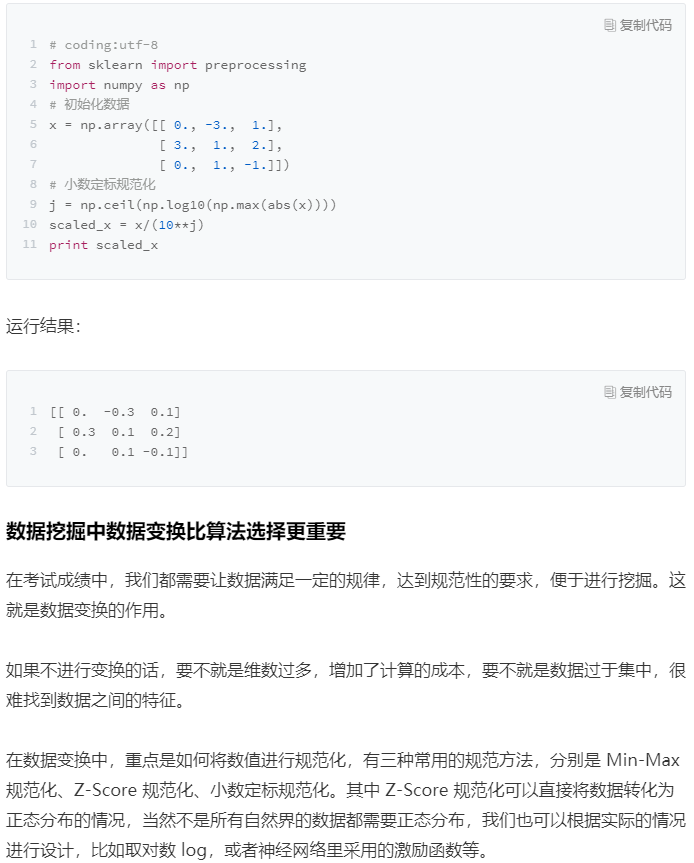 复制代码
1 # coding:utf-8
2 from sklearn import preprocessing
3 import numpy as np
4 # 初始化数据
5 x = np.array([[ 0., -3.,  1.],
6               [ 3.,  1.,  2.],
7               [ 0.,  1., -1.]])
8 # 小数定标规范化
9 j = np.ceil(np.log10(np.max(abs(x))))
10 scaled_x = x/(10**j)
11 print scaled_x
运行结果：
复制代码
1 [[ 0.  -0.3  0.1]
2  [ 0.3  0.1  0.2]
3  [ 0.   0.1 -0.1]]
数据挖掘中数据变换比算法选择更重要
在考试成绩中，我们都需要让数据满足一定的规律，达到规范性的要求，便于进行挖掘。这
就是数据变换的作用。
如果不进行变换的话，要不就是维数过多，增加了计算的成本，要不就是数据过于集中，很
难找到数据之间的特征。
在数据变换中，重点是如何将数值进行规范化，有三种常用的规范方法，分别是 Min-Max
规范化、Z-Score 规范化、小数定标规范化。其中 Z-Score 规范化可以直接将数据转化为
正态分布的情况，当然不是所有自然界的数据都需要正态分布，我们也可以根据实际的情况
进行设计，比如取对数 log，或者神经网络里采用的激励函数等。